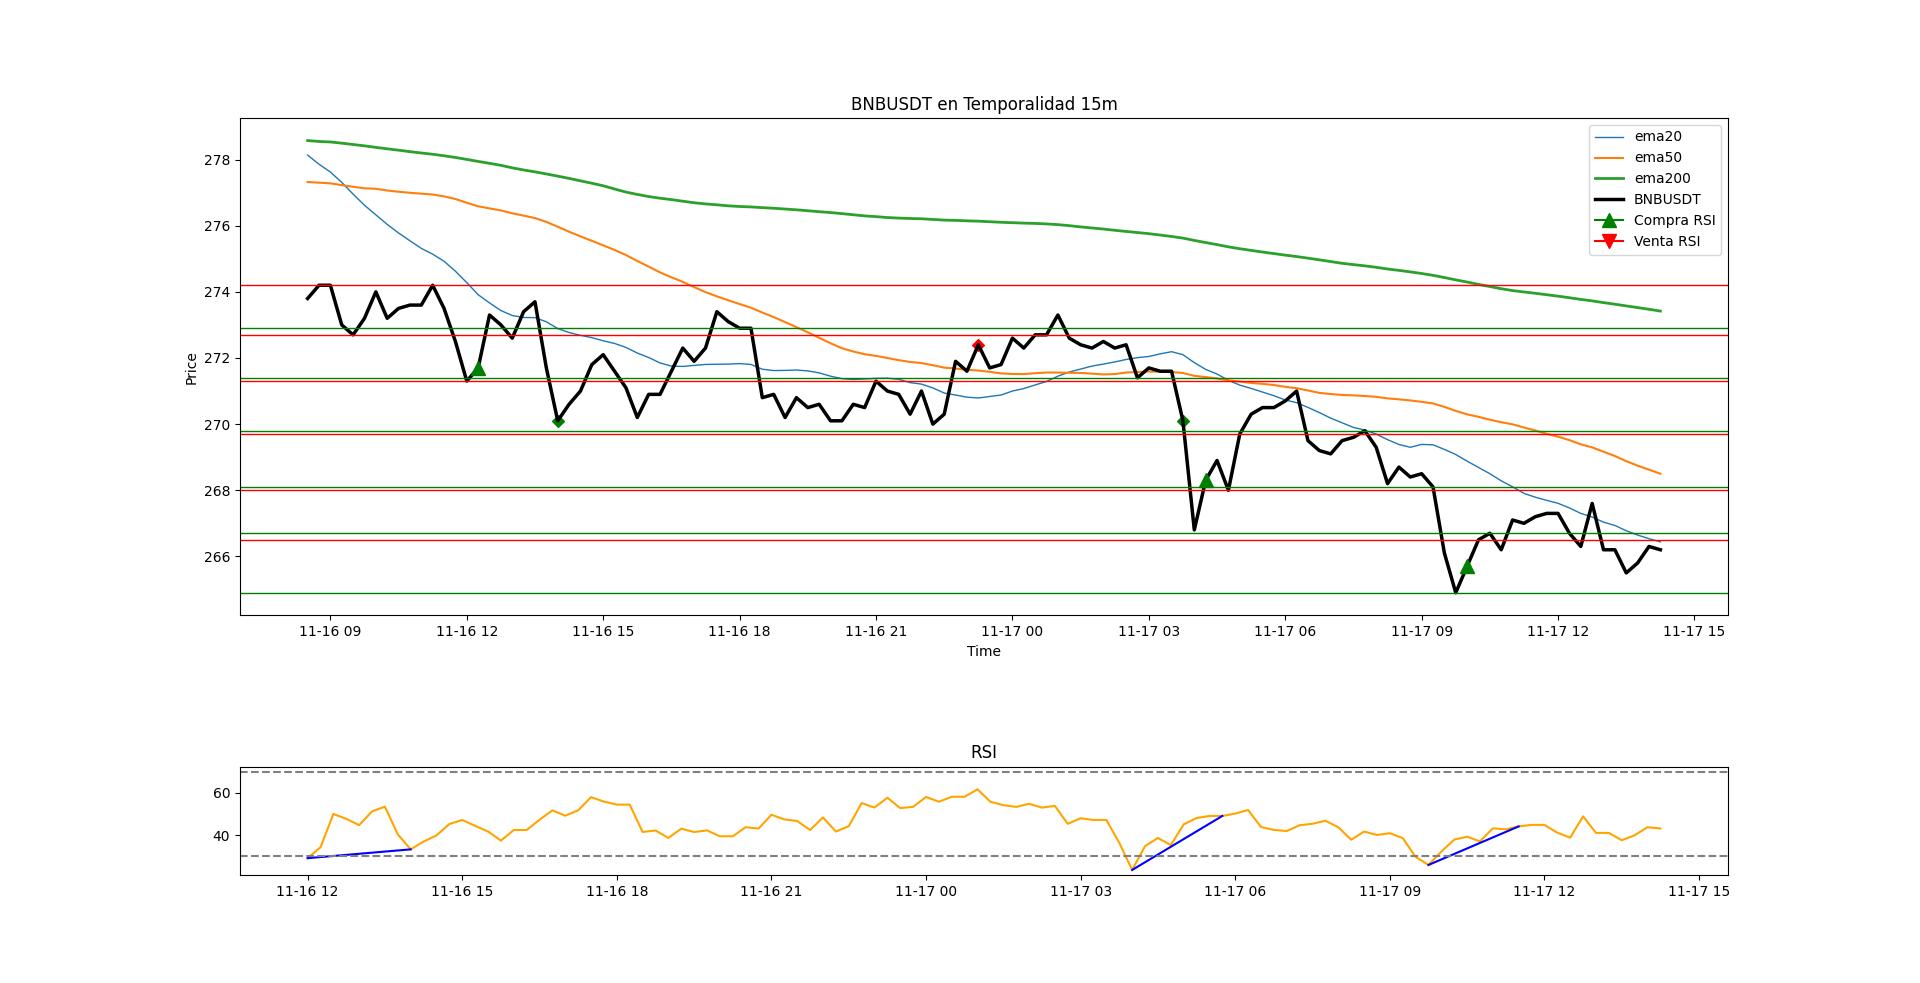 BNBUSDT en Temporalidad 15m
ema20
ema50
ema200
BNBUSDT
Compra RSI
Venta RSI
Price
278
276
274
272
270
268
266
11-16 09 11-16 12 11-16 15 11-16 18 11-16 21 11-17 00 11-17 03 11-17 06 11-17 09 11-17 12 11-17 15
Time
RSI
60
40
11-16 12 11-16 15 11-16 18 11-16 21 11-17 00 11-17 03 11-17 06 11-17 09 11-17 12 11-17 15